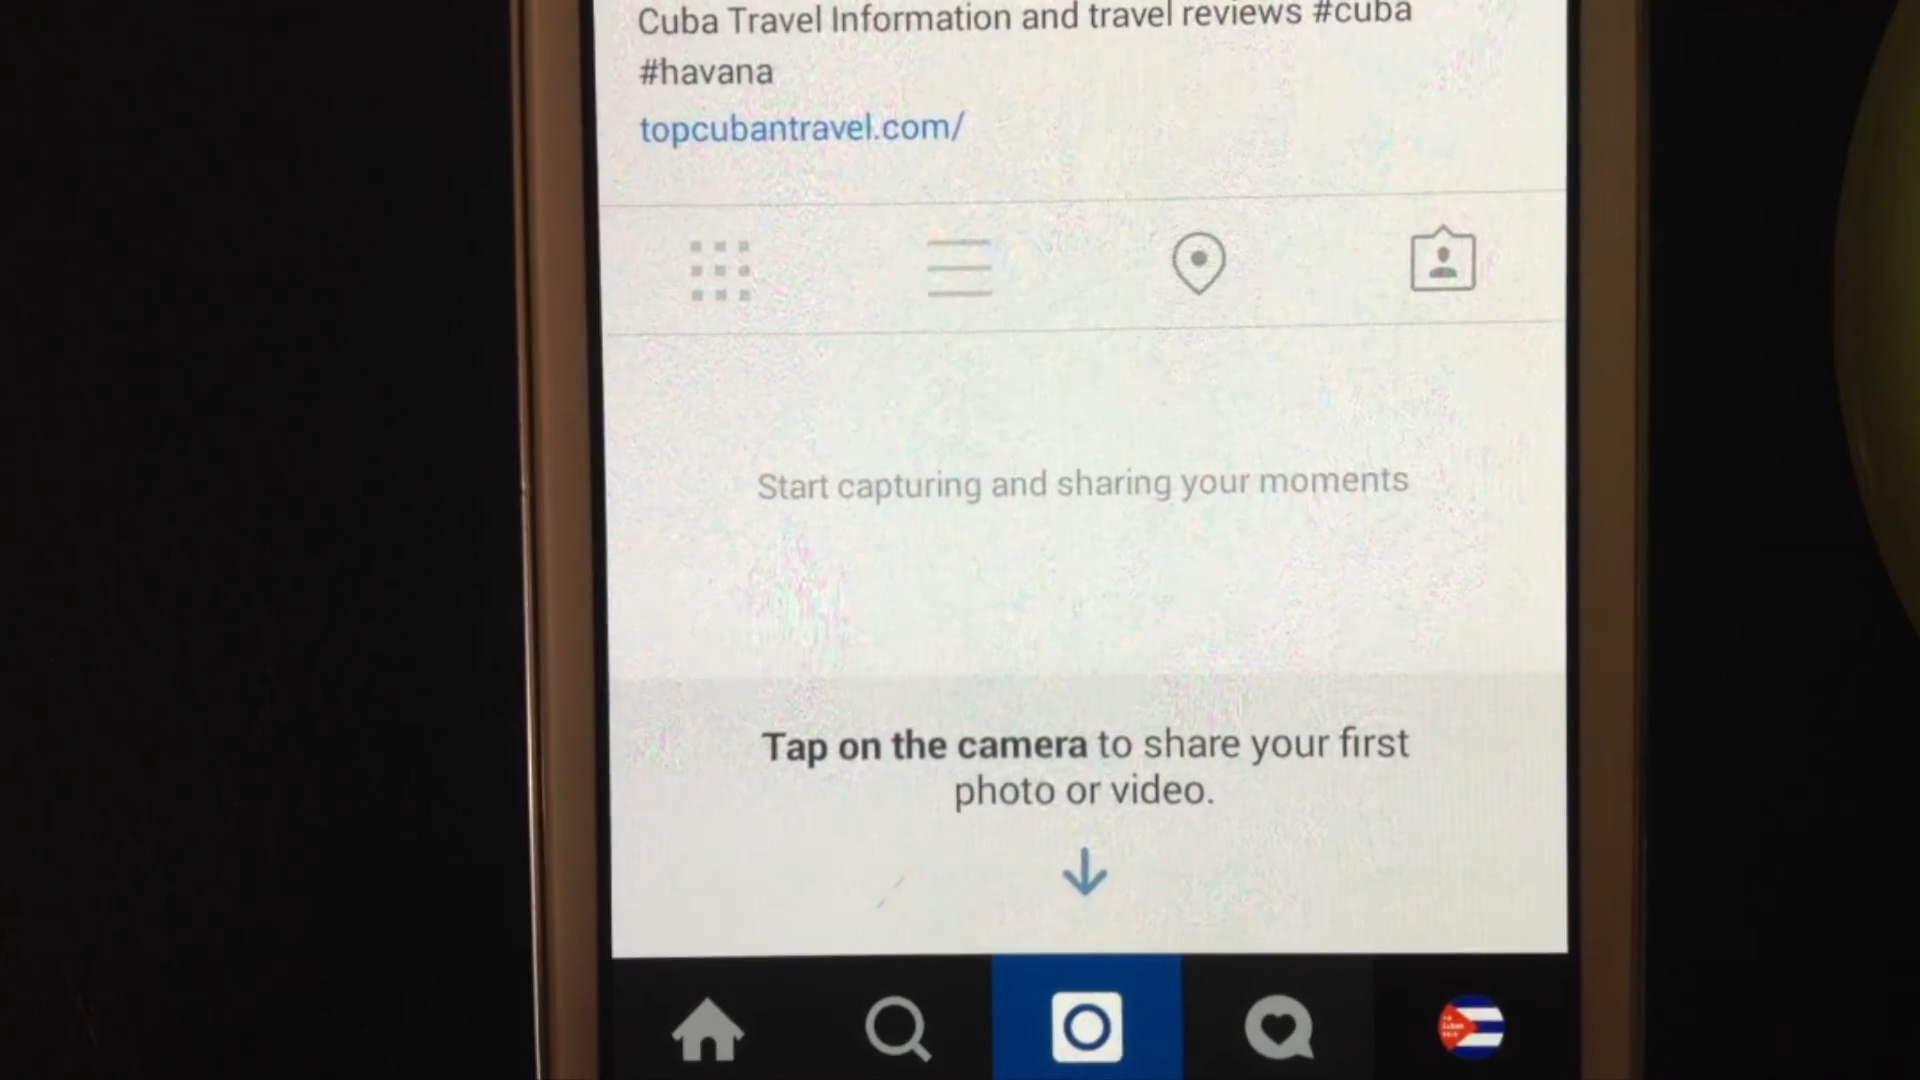 Cuba Travel Information and travel reviews #cuba
#havana
topcubantravel.com/
Start capturing and sharing your moments
Tap on the camera to share your first
photo or video.